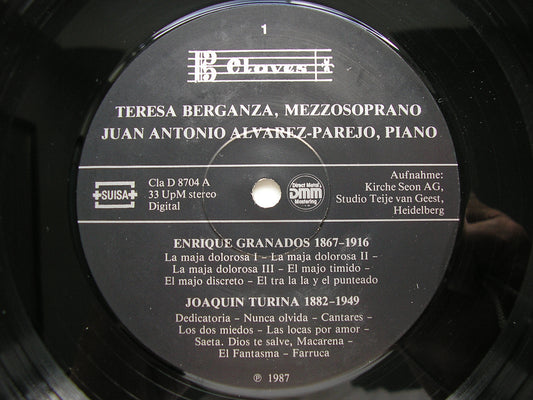 1
Claves
TERESA BERGANZA, MEZZOSOPRANO
JUAN ANTONIO ALVAREZ-PAREJO, PIANO
SUISA
Cla D 8704 A
33 UpM stereo
Digital
Direct Metal
DMM
Mastering
Aufnahme:
Kirche Seon AG,
Studio Teije van Geest,
Heidelberg
ENRIQUE GRANADOS 1867–1916
La maja dolorosa I – La maja dolorosa II –
La maja dolorosa III – El majo timido –
El majo discreto – El tra la la y el punteado
JOAQUIN TURINA 1882–1949
Dedicatoria – Nunca olvida – Cantares –
Los dos miedos – Las locas por amor –
Saeta. Dios te salve, Macarena –
El Fantasma – Farruca
℗ 1987